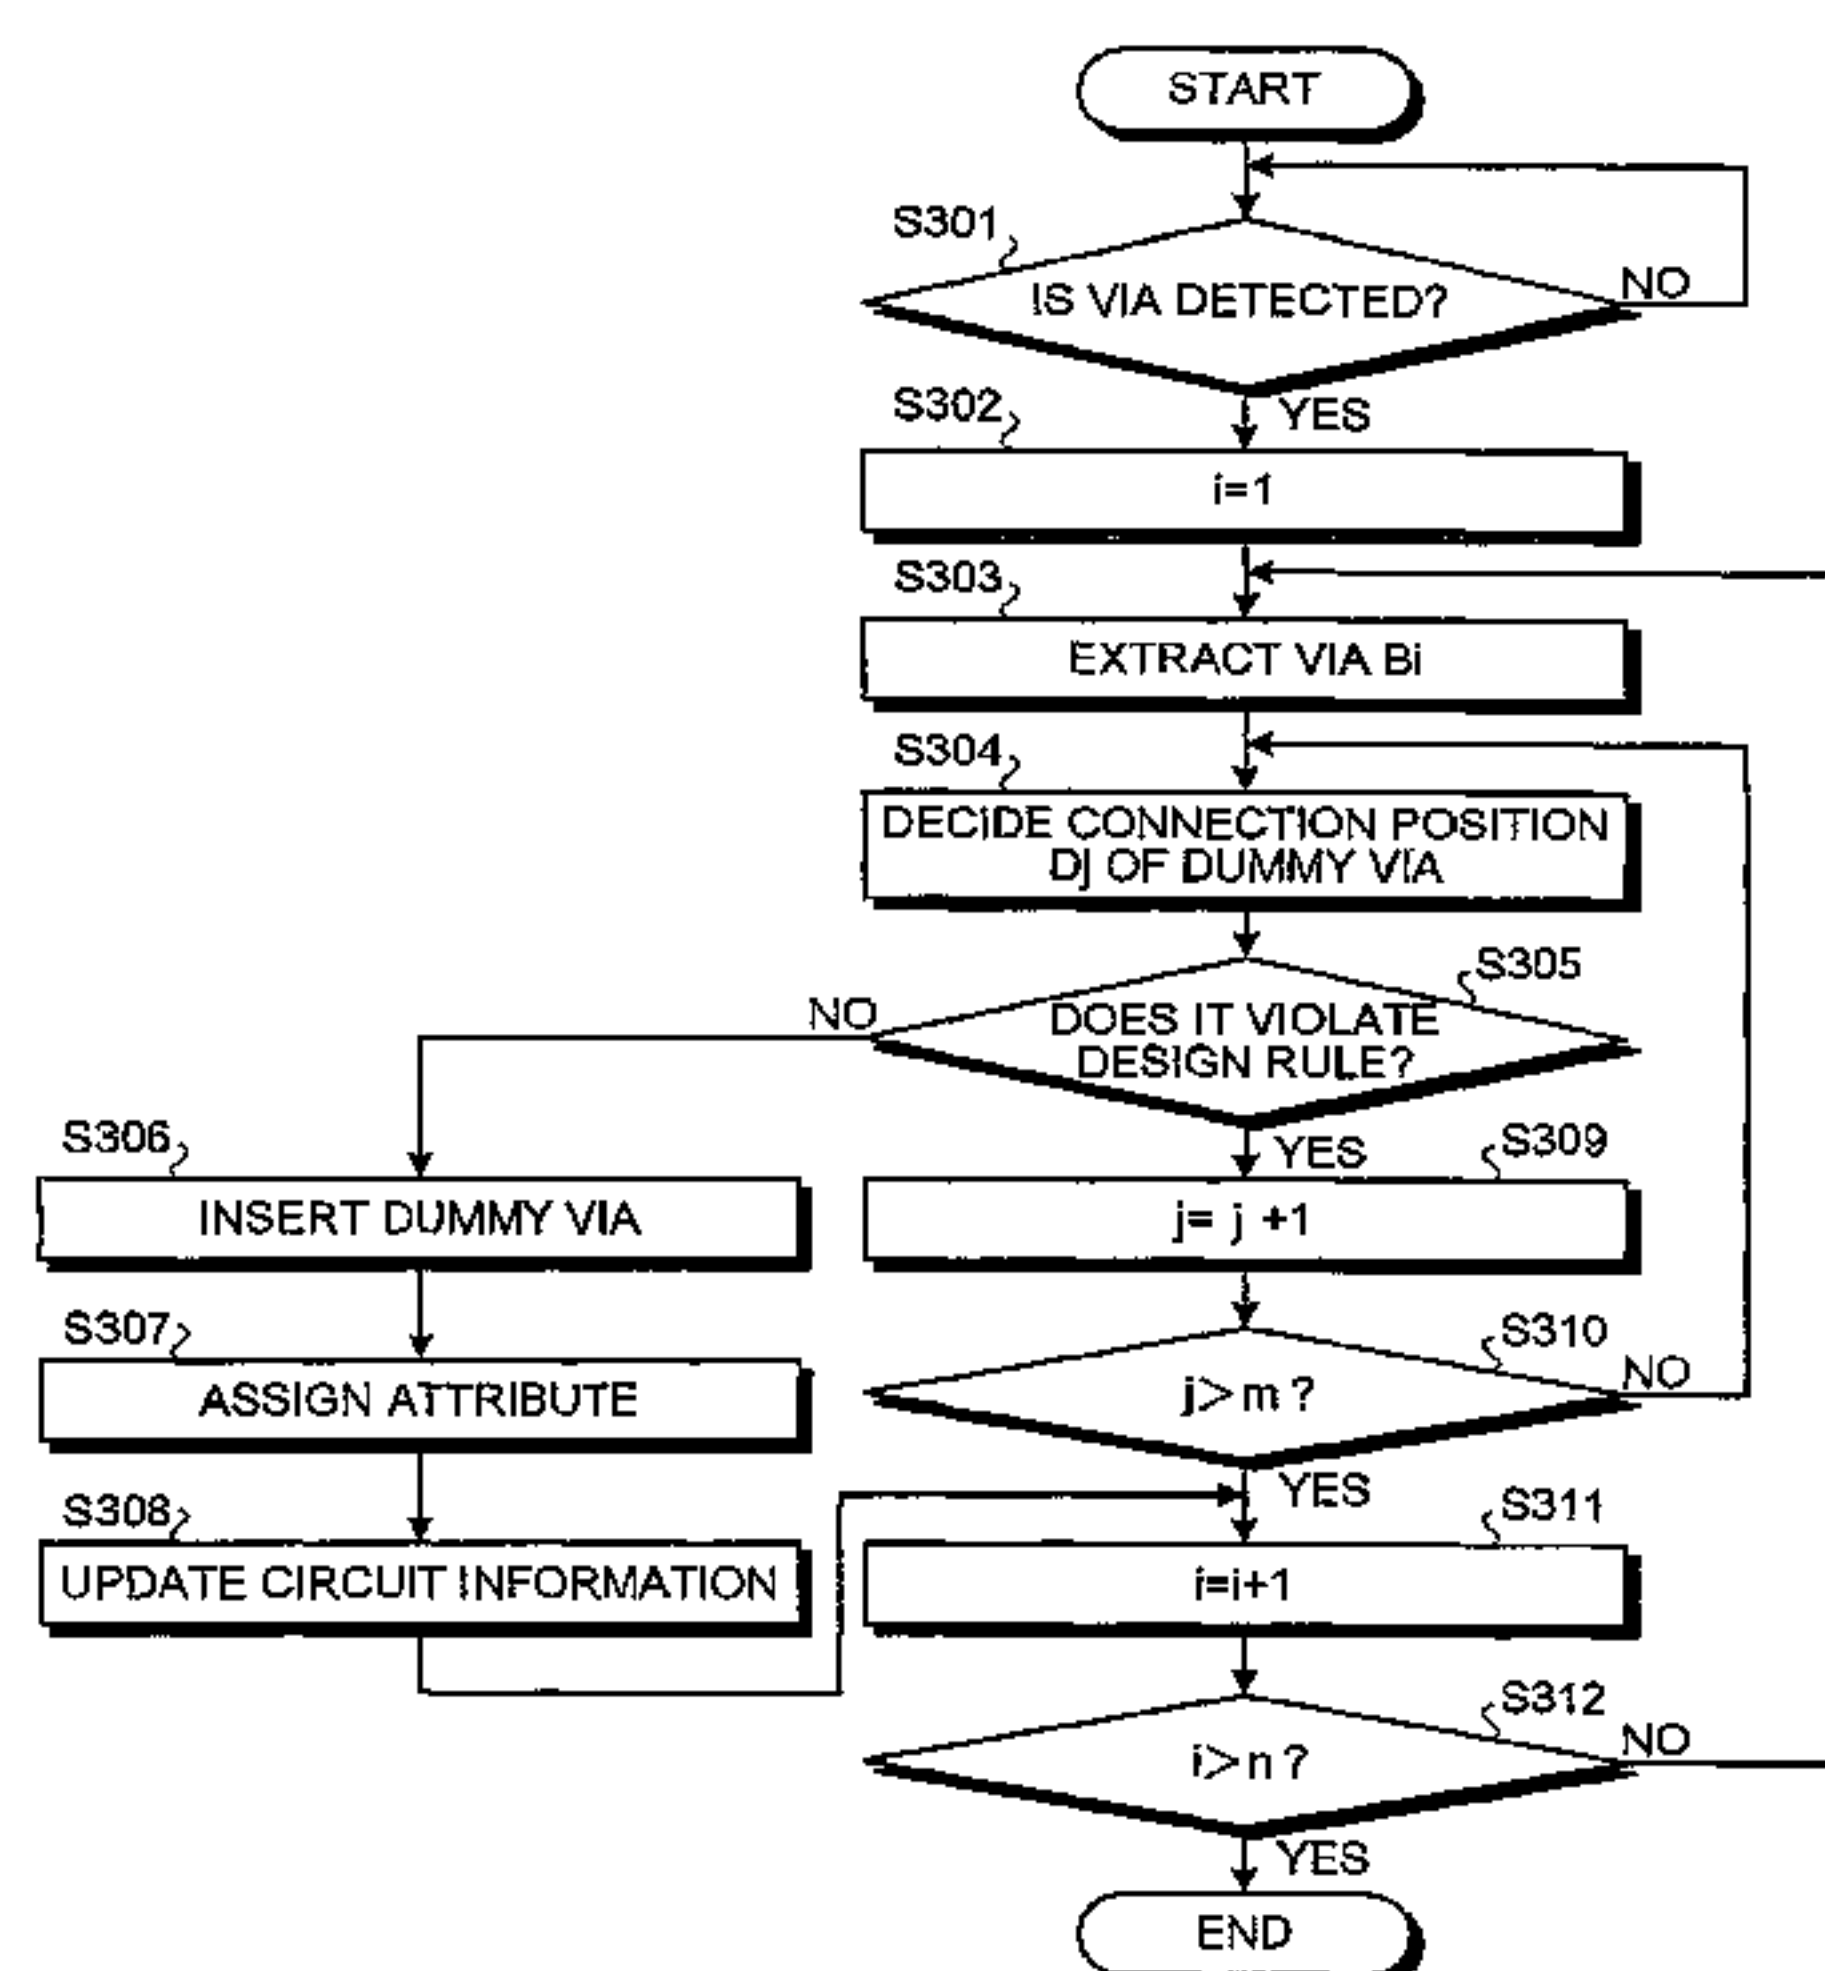 START
S301
IS VIA DETECTED?
NO
YES
S302
i=1
S303
EXTRACT VIA Bi
S304
DECIDE CONNECTION POSITION
Dj OF DUMMY VIA
S305
DOES IT VIOLATE
DESIGN RULE?
NO
YES
S306
INSERT DUMMY VIA
S307
ASSIGN ATTRIBUTE
S308
UPDATE CIRCUIT INFORMATION
S309
j= j +1
S310
j>m ?
NO
YES
S311
i=i+1
S312
i>n ?
NO
YES
END